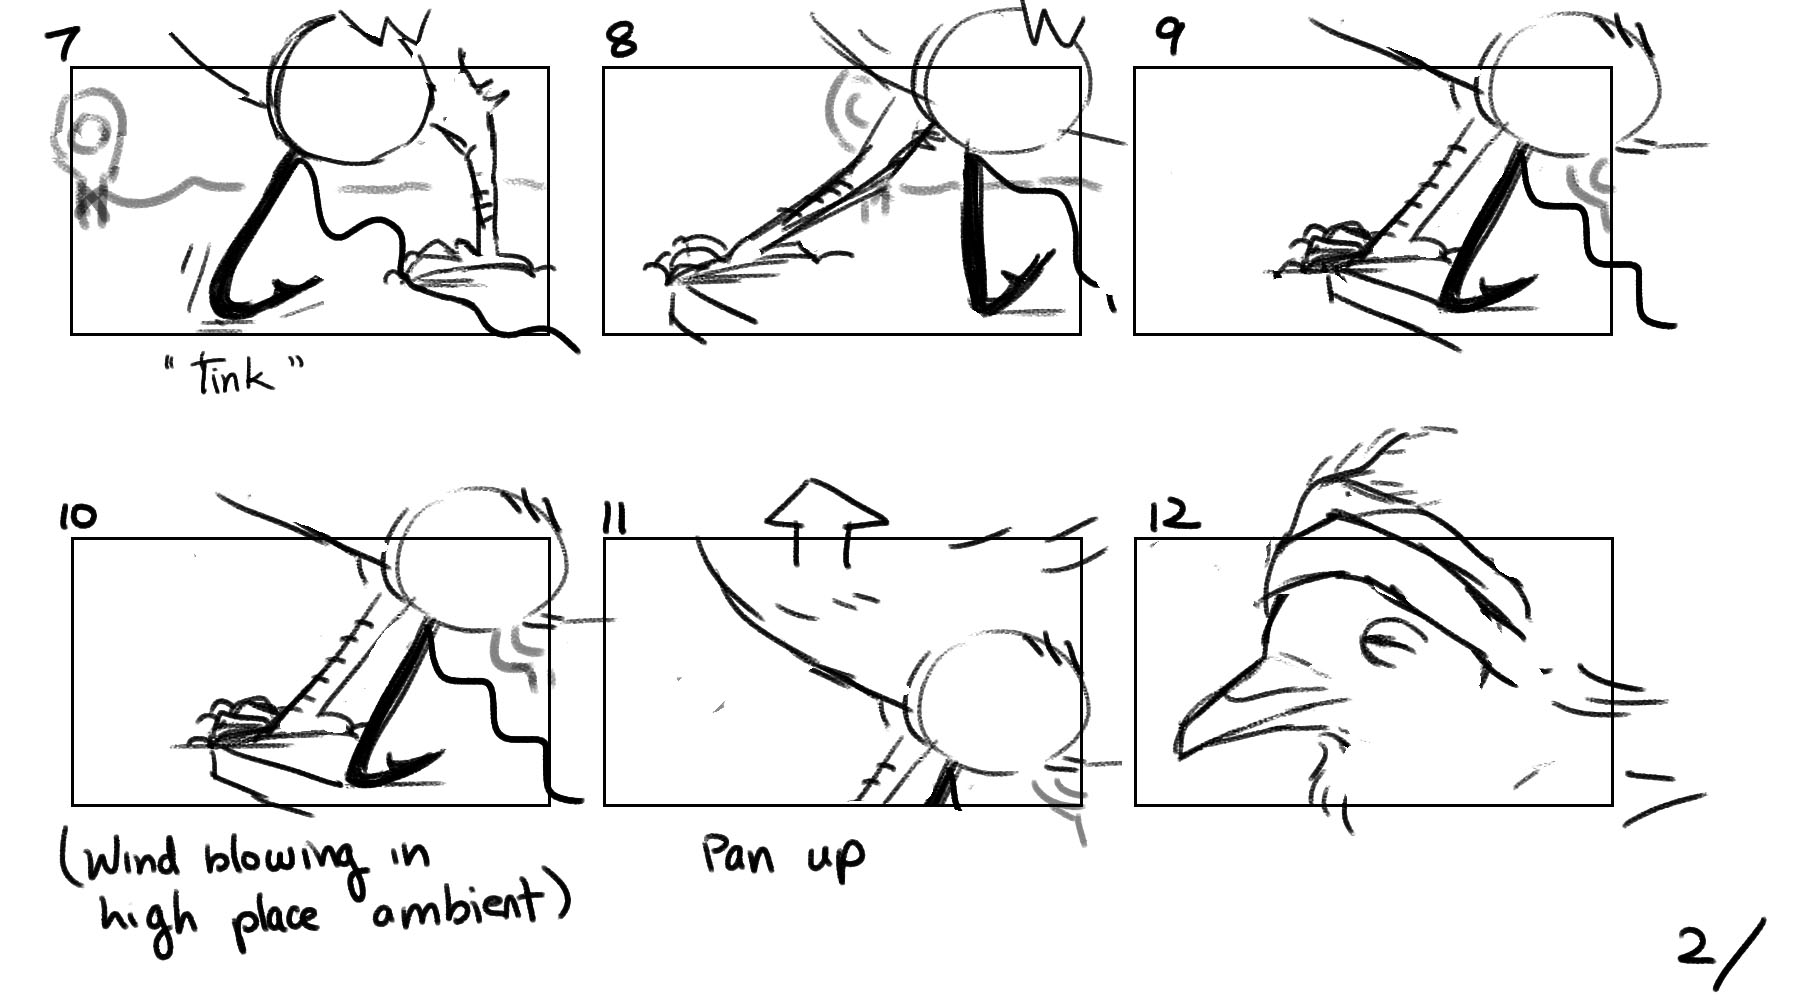 7
8
9
"Tink"
10
11
12
(Wind blowing in
high place ambient)
Pan up
2/